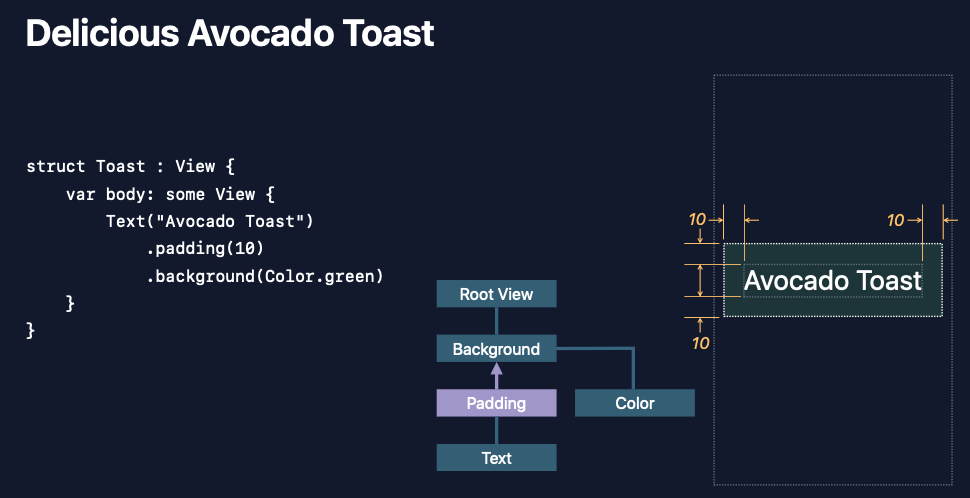 Delicious Avocado Toast
struct Toast : View {
    var body: some View {
        Text("Avocado Toast")
            .padding(10)
            .background(Color.green)
    }
}
Root View
Background
Padding
Color
Text
10
10
Avocado Toast
10